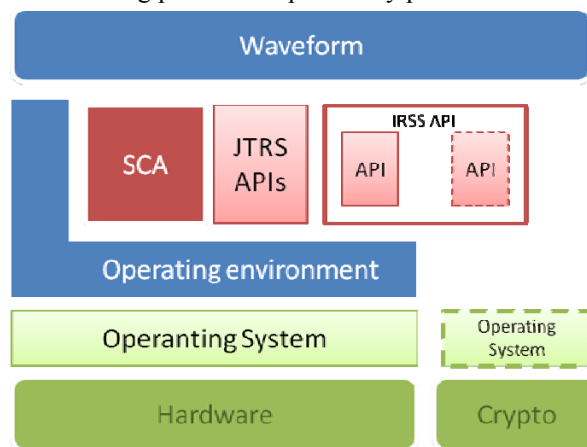 Waveform
SCA
JTRS
APIs
IRSS API
API
API
Operating environment
Operanting System
Operating
System
Hardware
Crypto